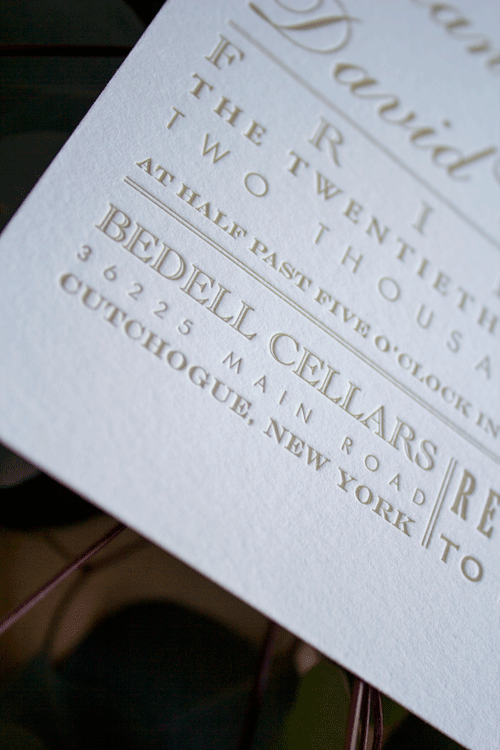 David
F R I
THE TWENTIETH
TWO THOUSA
AT HALF PAST FIVE O'CLOCK IN
BEDELL CELLARS
36225 MAIN ROAD
CUTCHOGUE, NEW YORK
RE
TO